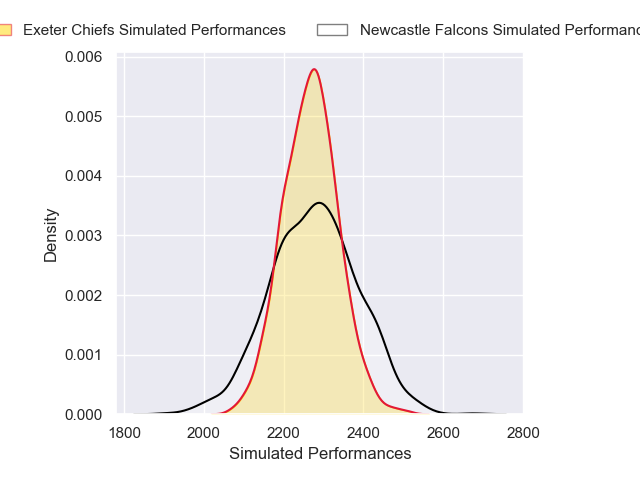 Exeter Chiefs Simulated Performances Newcastle Falcons Simulated
0.006
0.005
0.004
0.003
0.002
0.001
0.000
Density
1800 2000 2200 2400 2600 2800
Simulated Performances